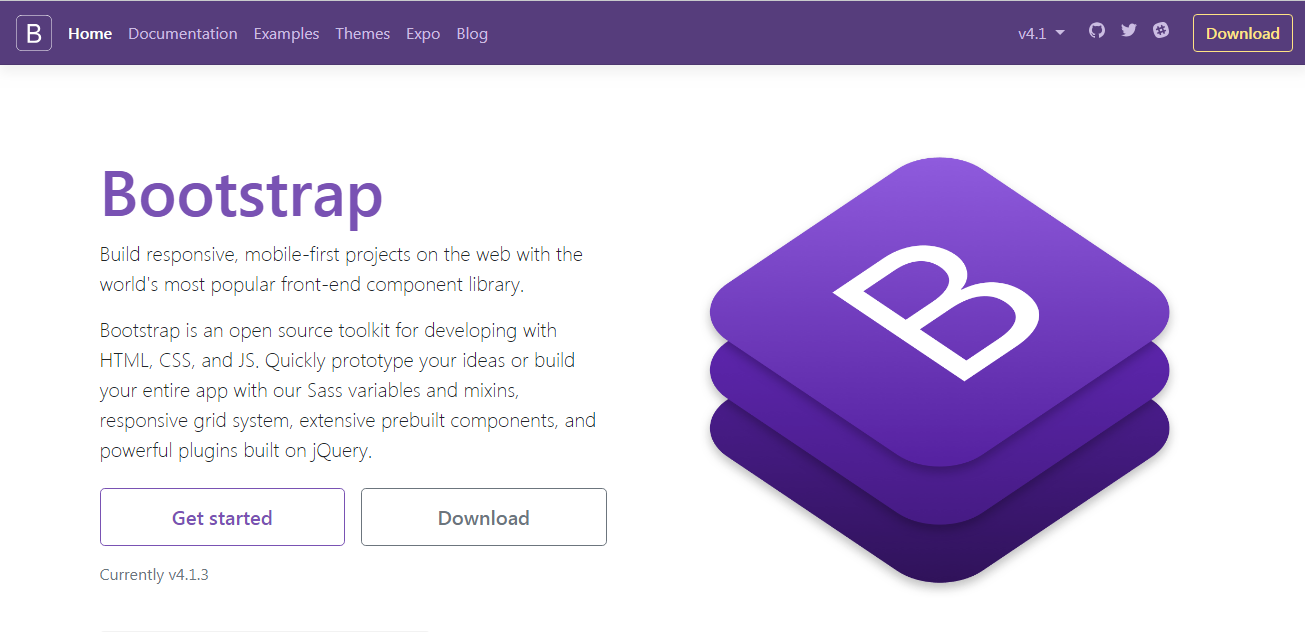 B Home Documentation Examples Themes Expo Blog v4.1 Download
Bootstrap
Build responsive, mobile-first projects on the web with the
world's most popular front-end component library.
Bootstrap is an open source toolkit for developing with
HTML, CSS, and JS. Quickly prototype your ideas or build
your entire app with our Sass variables and mixins,
responsive grid system, extensive prebuilt components, and
powerful plugins built on jQuery.
Get started Download
Currently v4.1.3
B